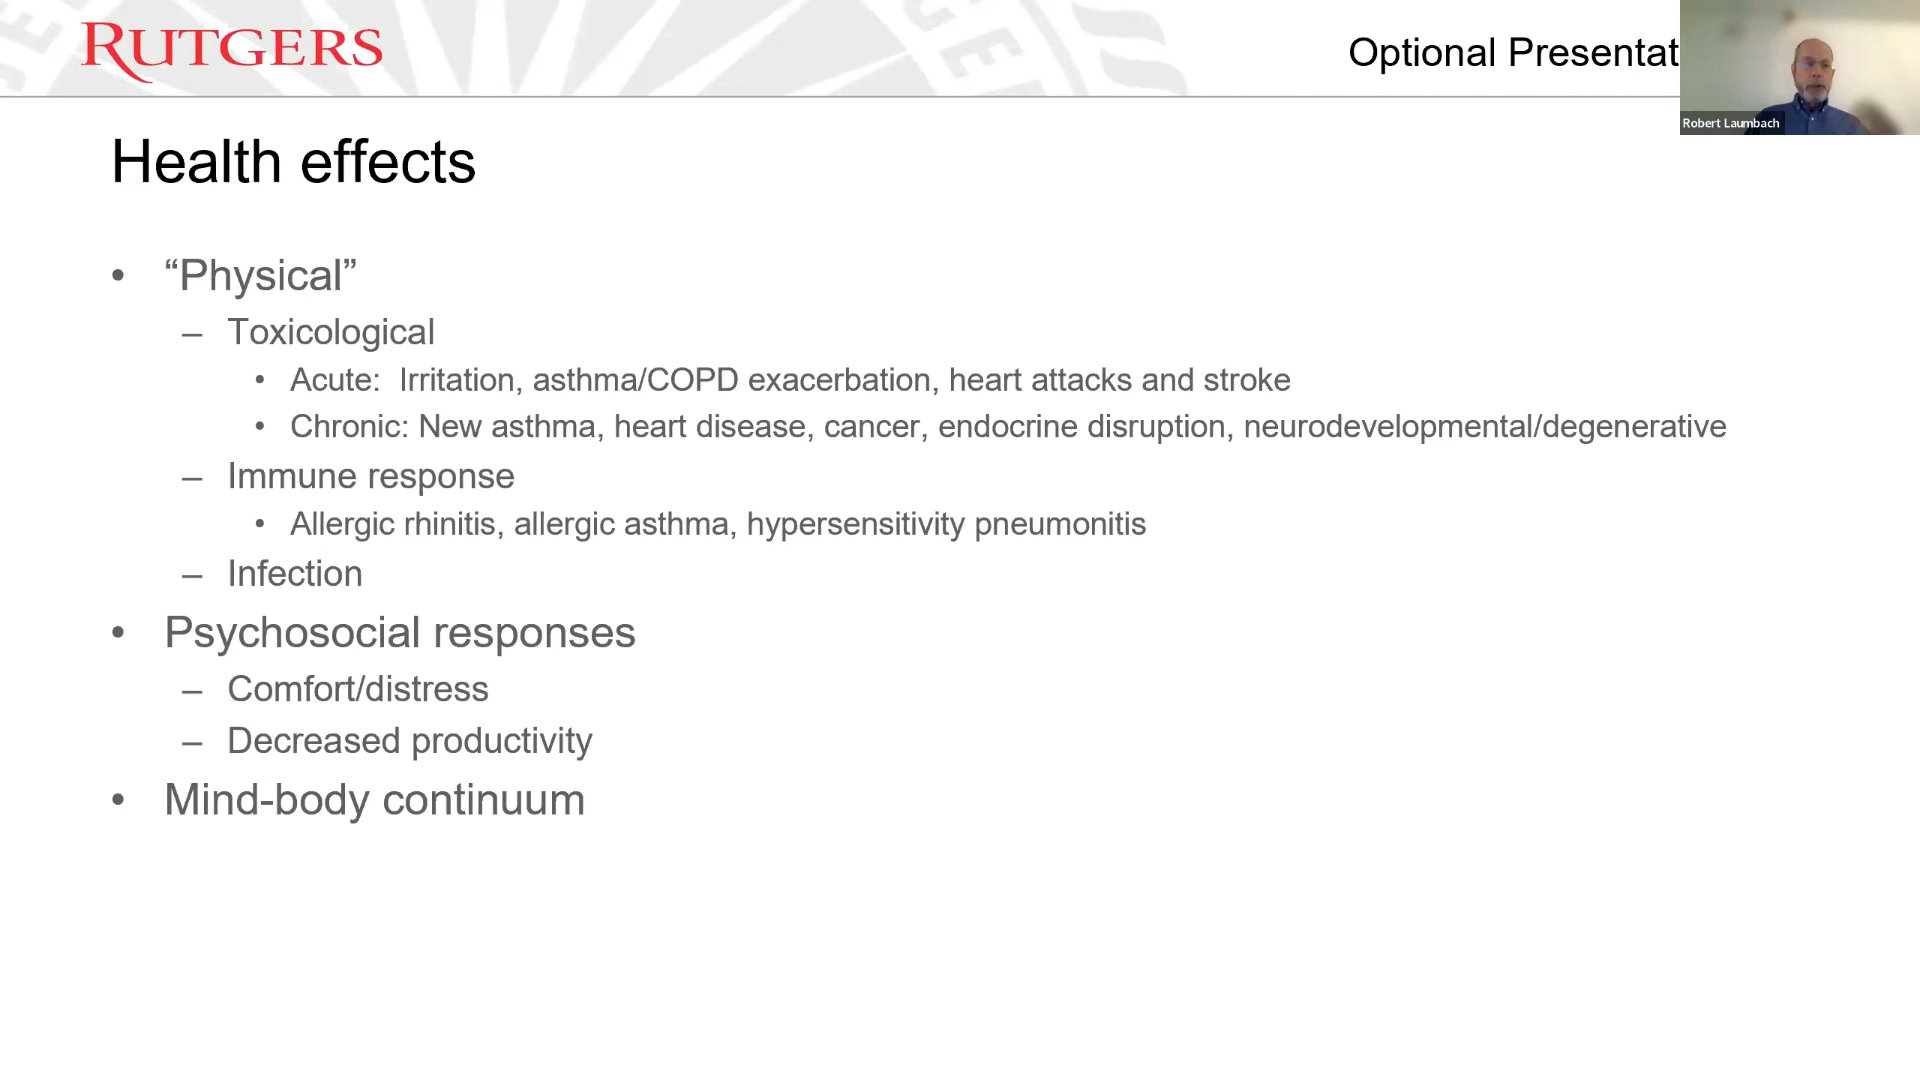 RUTGERS
Optional Presentat
Robert Laumbach
Health effects
• “Physical”
– Toxicological
• Acute: Irritation, asthma/COPD exacerbation, heart attacks and stroke
• Chronic: New asthma, heart disease, cancer, endocrine disruption, neurodevelopmental/degenerative
– Immune response
• Allergic rhinitis, allergic asthma, hypersensitivity pneumonitis
– Infection
• Psychosocial responses
– Comfort/distress
– Decreased productivity
• Mind-body continuum